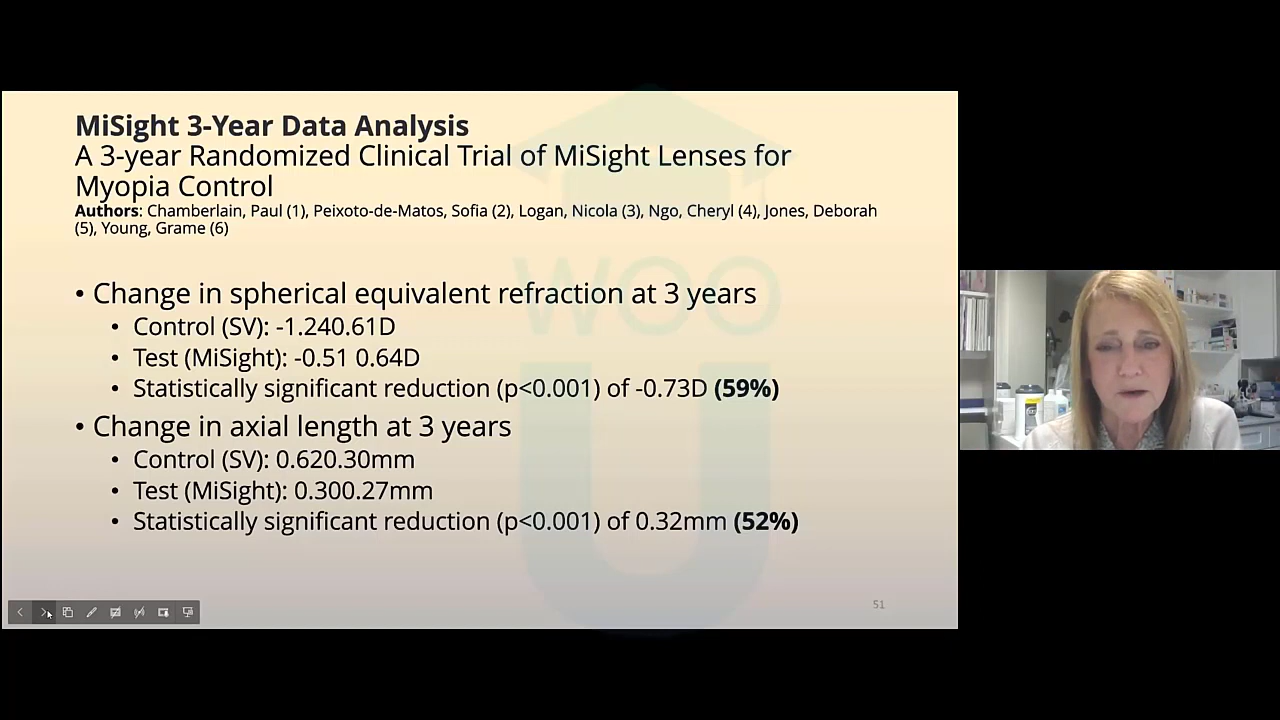 MiSight 3-Year Data Analysis
A 3-year Randomized Clinical Trial of MiSight Lenses for
Myopia Control
Authors: Chamberlain, Paul (1), Peixoto-de-Matos, Sofia (2), Logan, Nicola (3), Ngo, Cheryl (4), Jones, Deborah
(5), Young, Grame (6)
• Change in spherical equivalent refraction at 3 years
• Control (SV): -1.240.61D
• Test (MiSight): -0.51 0.64D
• Statistically significant reduction (p<0.001) of -0.73D (59%)
• Change in axial length at 3 years
• Control (SV): 0.620.30mm
• Test (MiSight): 0.300.27mm
• Statistically significant reduction (p<0.001) of 0.32mm (52%)
WOO
U
51